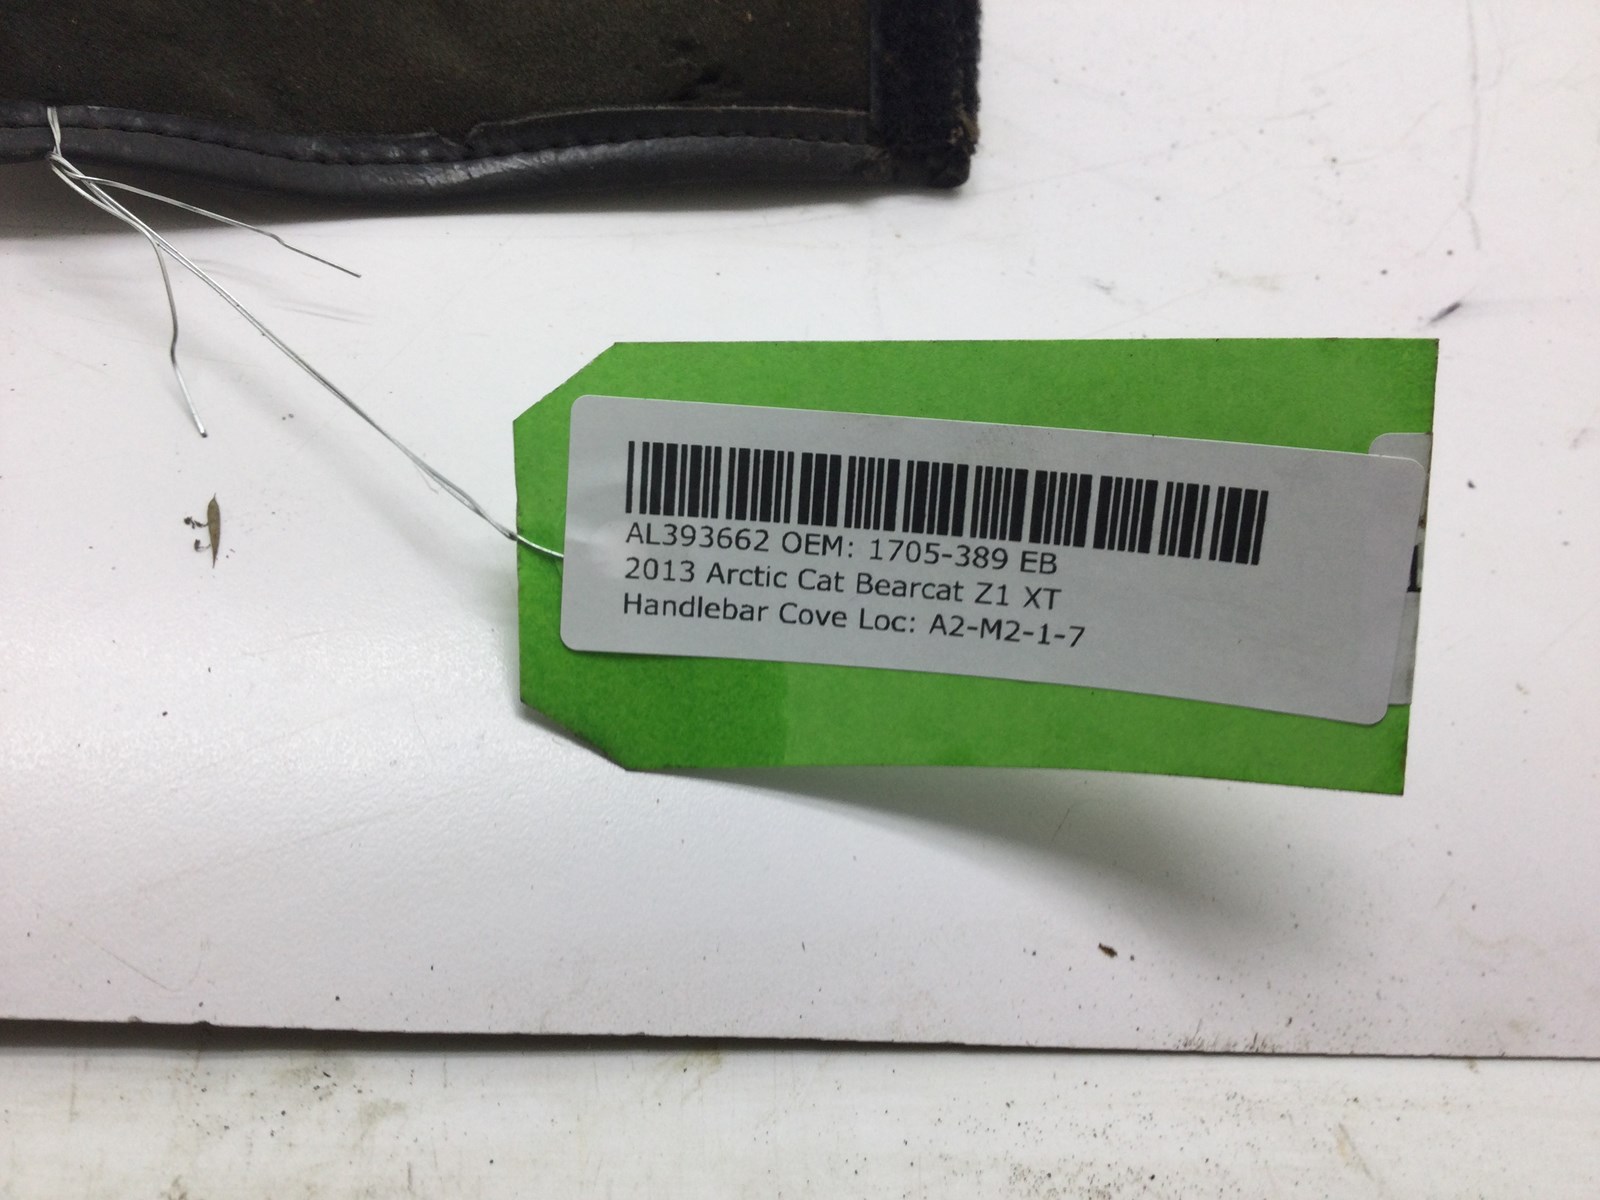 AL393662 OEM: 1705-389 EB
2013 Arctic Cat Bearcat Z1 XT
Handlebar Cove Loc: A2-M2-1-7